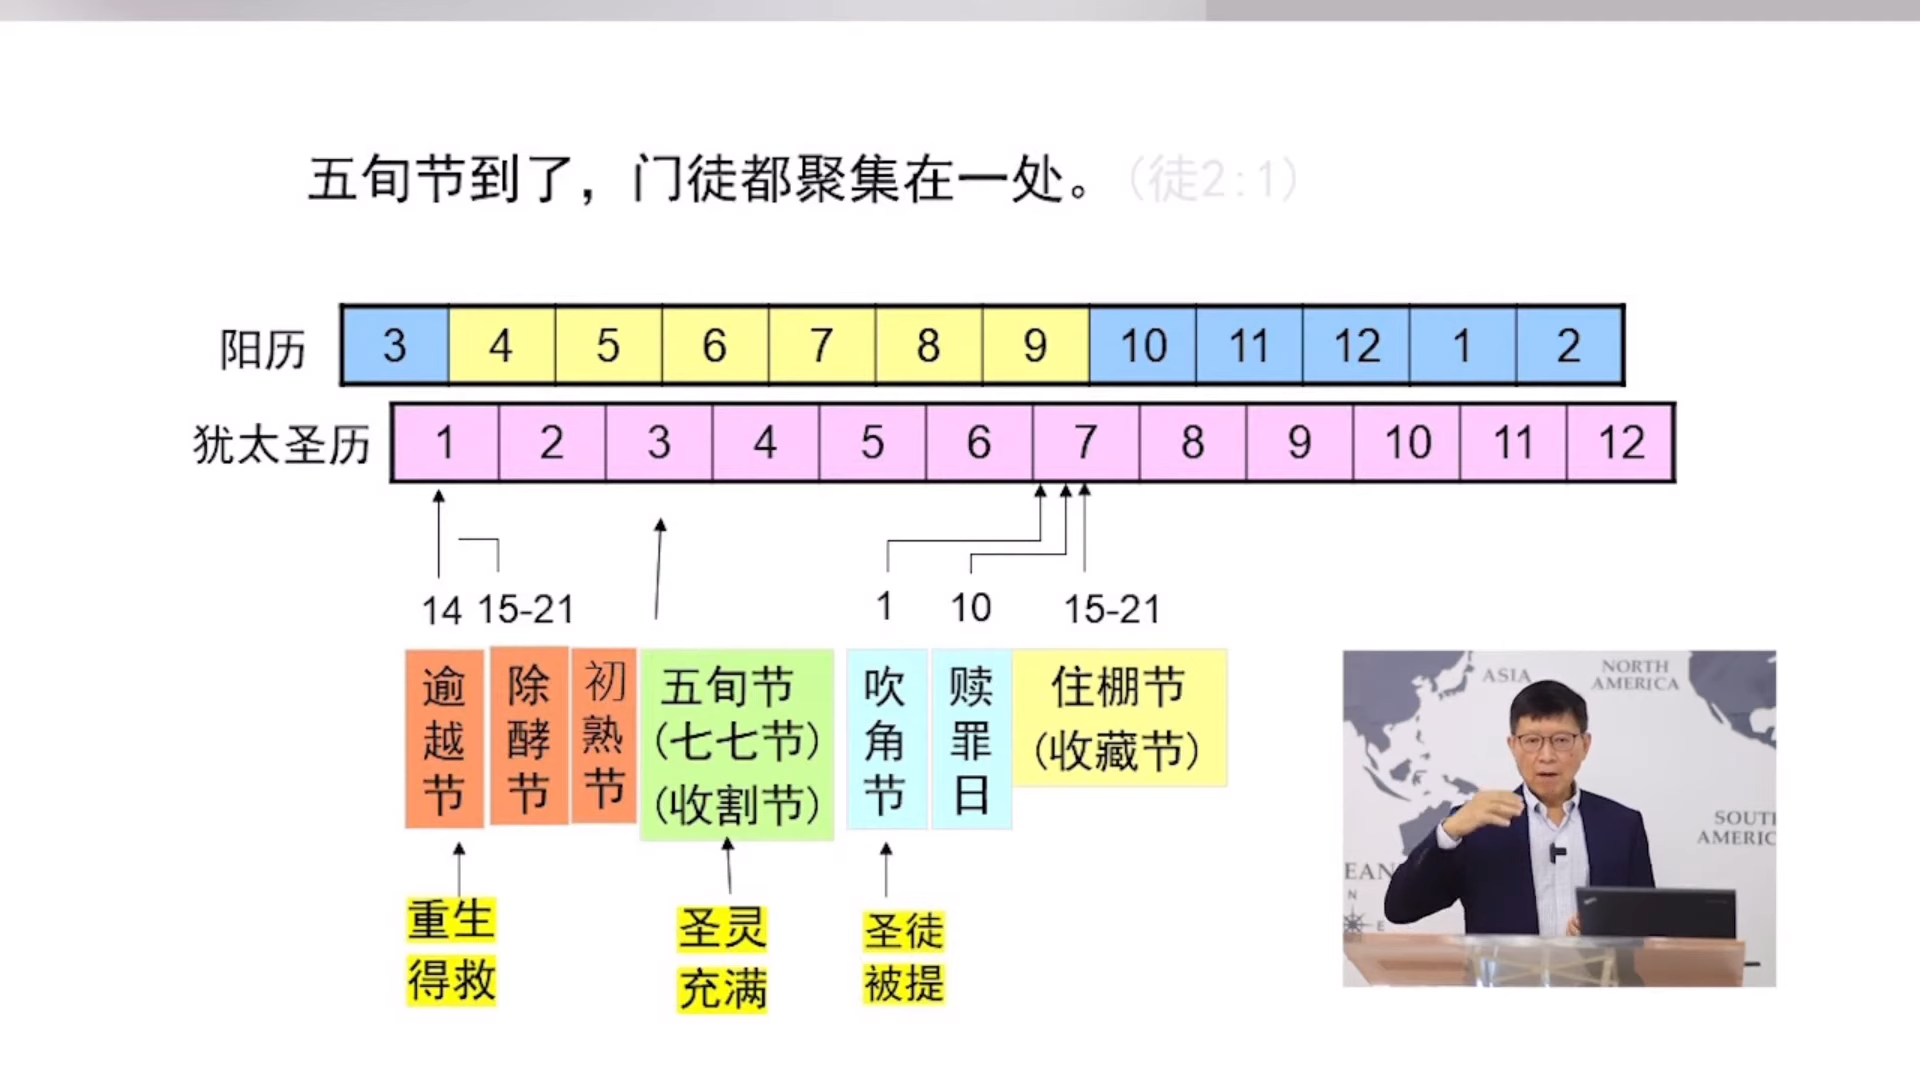 五旬节到了，门徒都聚集在一处。（徒2:1）
阳历 3 4 5 6 7 8 9 10 11 12 1 2
犹太圣历 1 2 3 4 5 6 7 8 9 10 11 12
14 15-21 1 10 15-21
逾越节
除酵节
初熟节
五旬节
(七七节)
(收割节)
吹角节
赎罪日
住棚节
(收藏节)
重生
得救
圣灵
充满
圣徒
被提
ASIA
NORTH
AMERICA
SOUTH
AMERIC
EAN
N
E